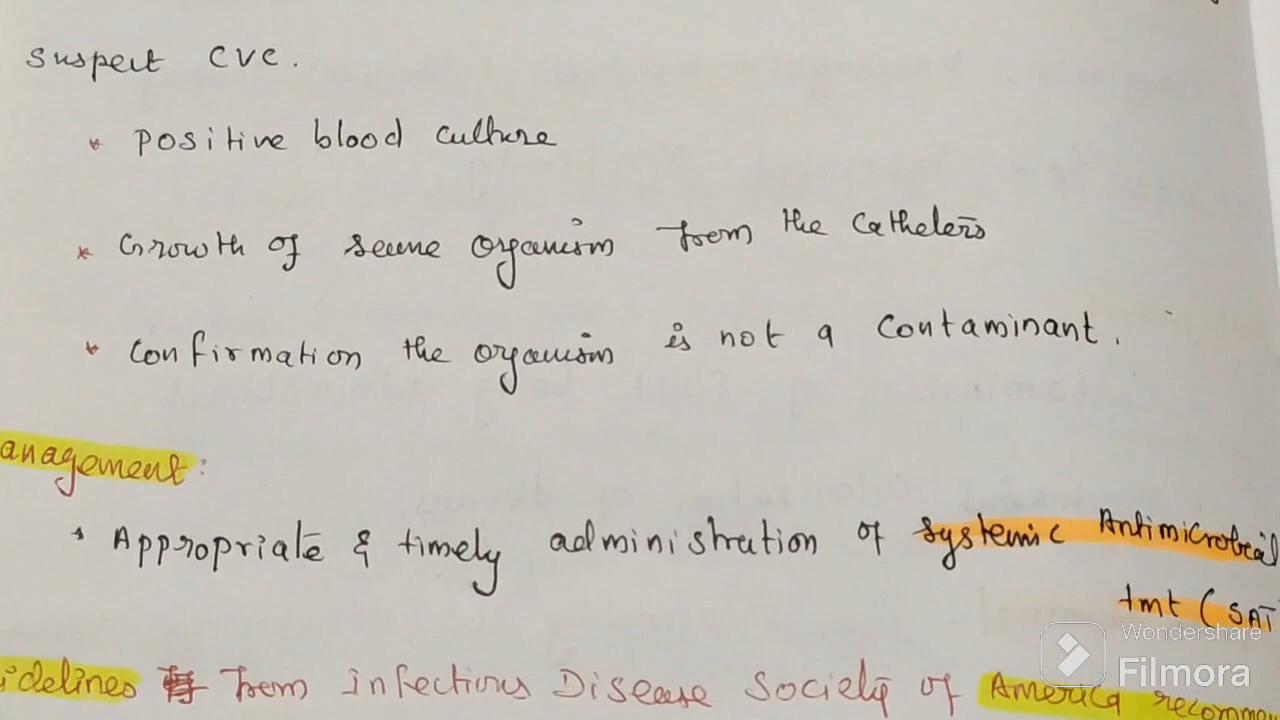 suspect CVC.
* positive blood culture
* Growth of same organism from the catheters
* Confirmation the organism is not a contaminant.
anagement:
* Appropriate & timely administration of systemic Antimicrobial
tmt (SAT
idelines from Infectious Disease Society of America recomm
Wondershare
Filmora